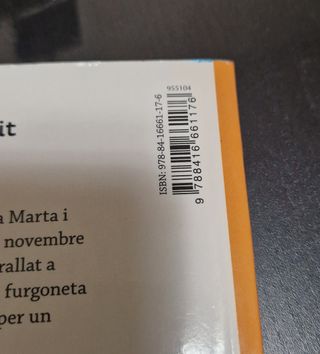 955104
ISBN: 978-84-16661-17-6
9 788416 661176
it
a Marta i
novembre
rallat a
furgoneta
per un